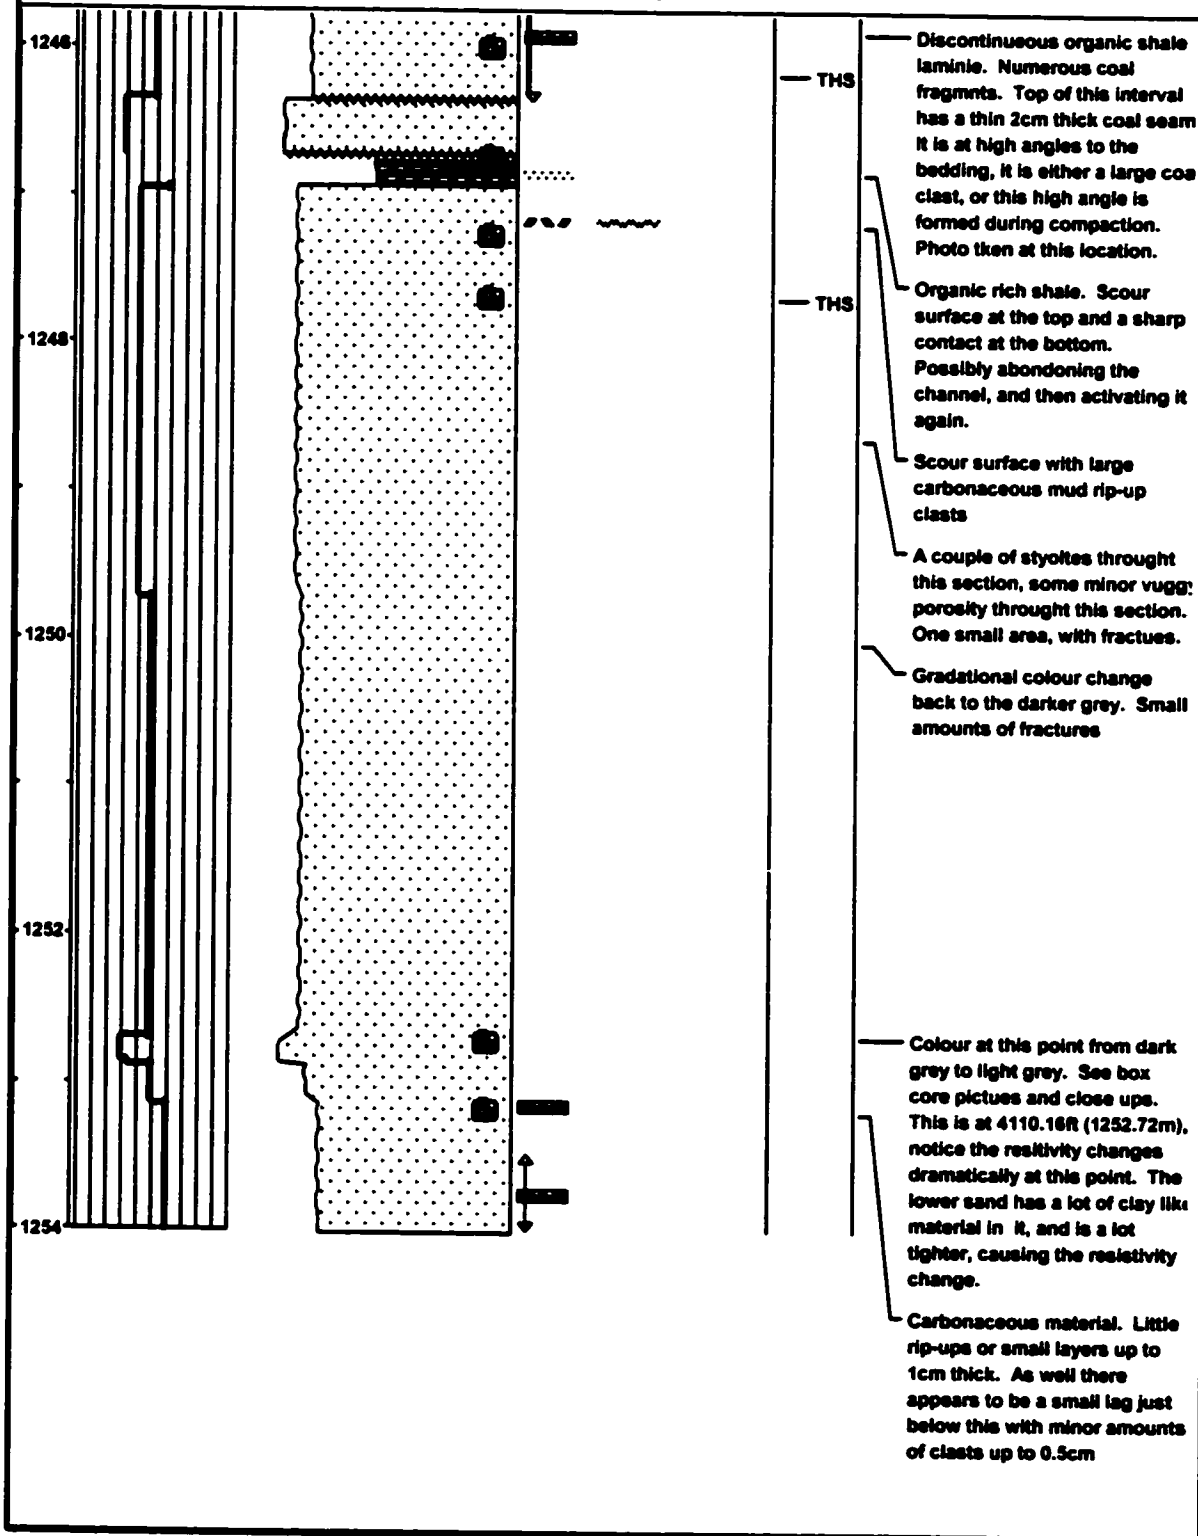 1246
1248
1250
1252
1254
THS
THS
Discontinueous organic shale
laminie. Numerous coal
fragmnts. Top of this interval
has a thin 2cm thick coal seam
It is at high angles to the
bedding, it is either a large coa
clast, or this high angle is
formed during compaction.
Photo tken at this location.
Organic rich shale. Scour
surface at the top and a sharp
contact at the bottom.
Possibly abondoning the
channel, and then activating it
again.
Scour surface with large
carbonaceous mud rip-up
clasts
A couple of styolites throught
this section, some minor vuggy
porosity throught this section.
One small area, with fractues.
Gradational colour change
back to the darker grey. Small
amounts of fractures
Colour at this point from dark
grey to light grey. See box
core pictues and close ups.
This is at 4110.16ft (1252.72m),
notice the resitivity changes
dramatically at this point. The
lower sand has a lot of clay like
material in it, and is a lot
tighter, causing the resistivity
change.
Carbonaceous material. Little
rip-ups or small layers up to
1cm thick. As well there
appears to be a small lag just
below this with minor amounts
of clasts up to 0.5cm